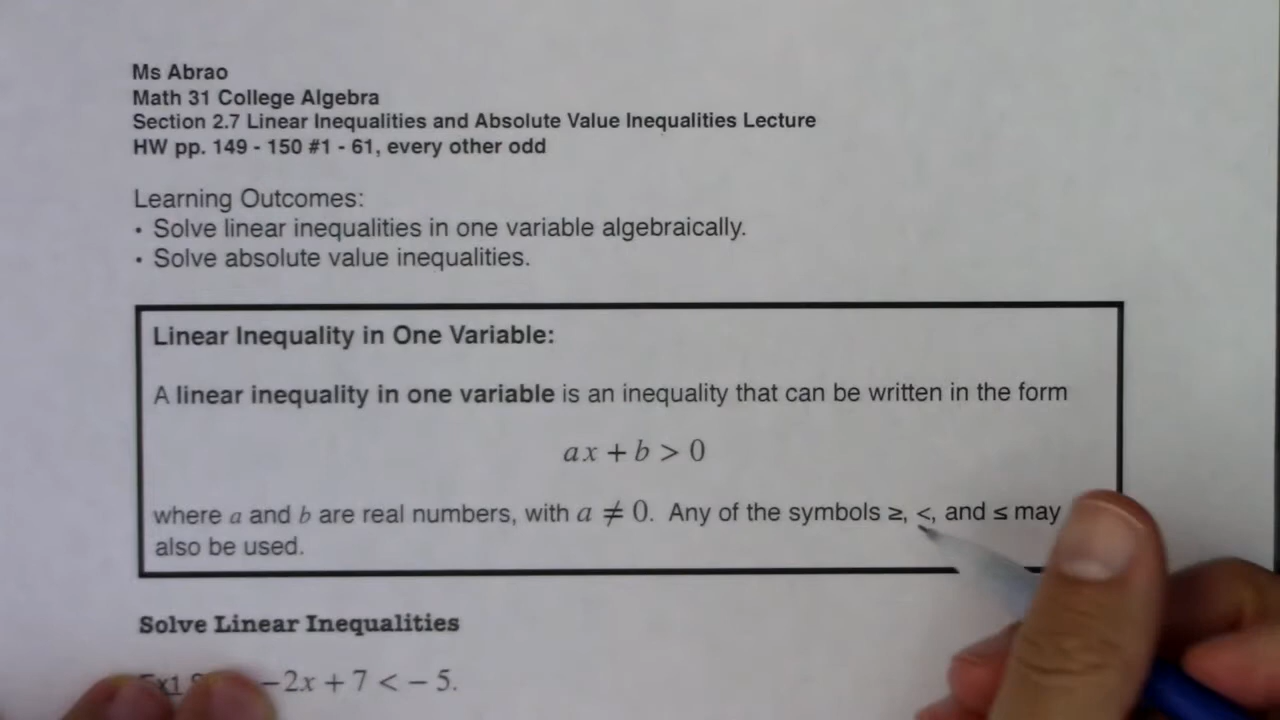 Ms Abrao
Math 31 College Algebra
Section 2.7 Linear Inequalities and Absolute Value Inequalities Lecture
HW pp. 149 - 150 #1 - 61, every other odd
Learning Outcomes:
• Solve linear inequalities in one variable algebraically.
• Solve absolute value inequalities.
Linear Inequality in One Variable:
A linear inequality in one variable is an inequality that can be written in the form
ax + b > 0
where a and b are real numbers, with a ≠ 0. Any of the symbols ≥, <, and ≤ may
also be used.
Solve Linear Inequalities
Ex1 −2x + 7 < − 5.